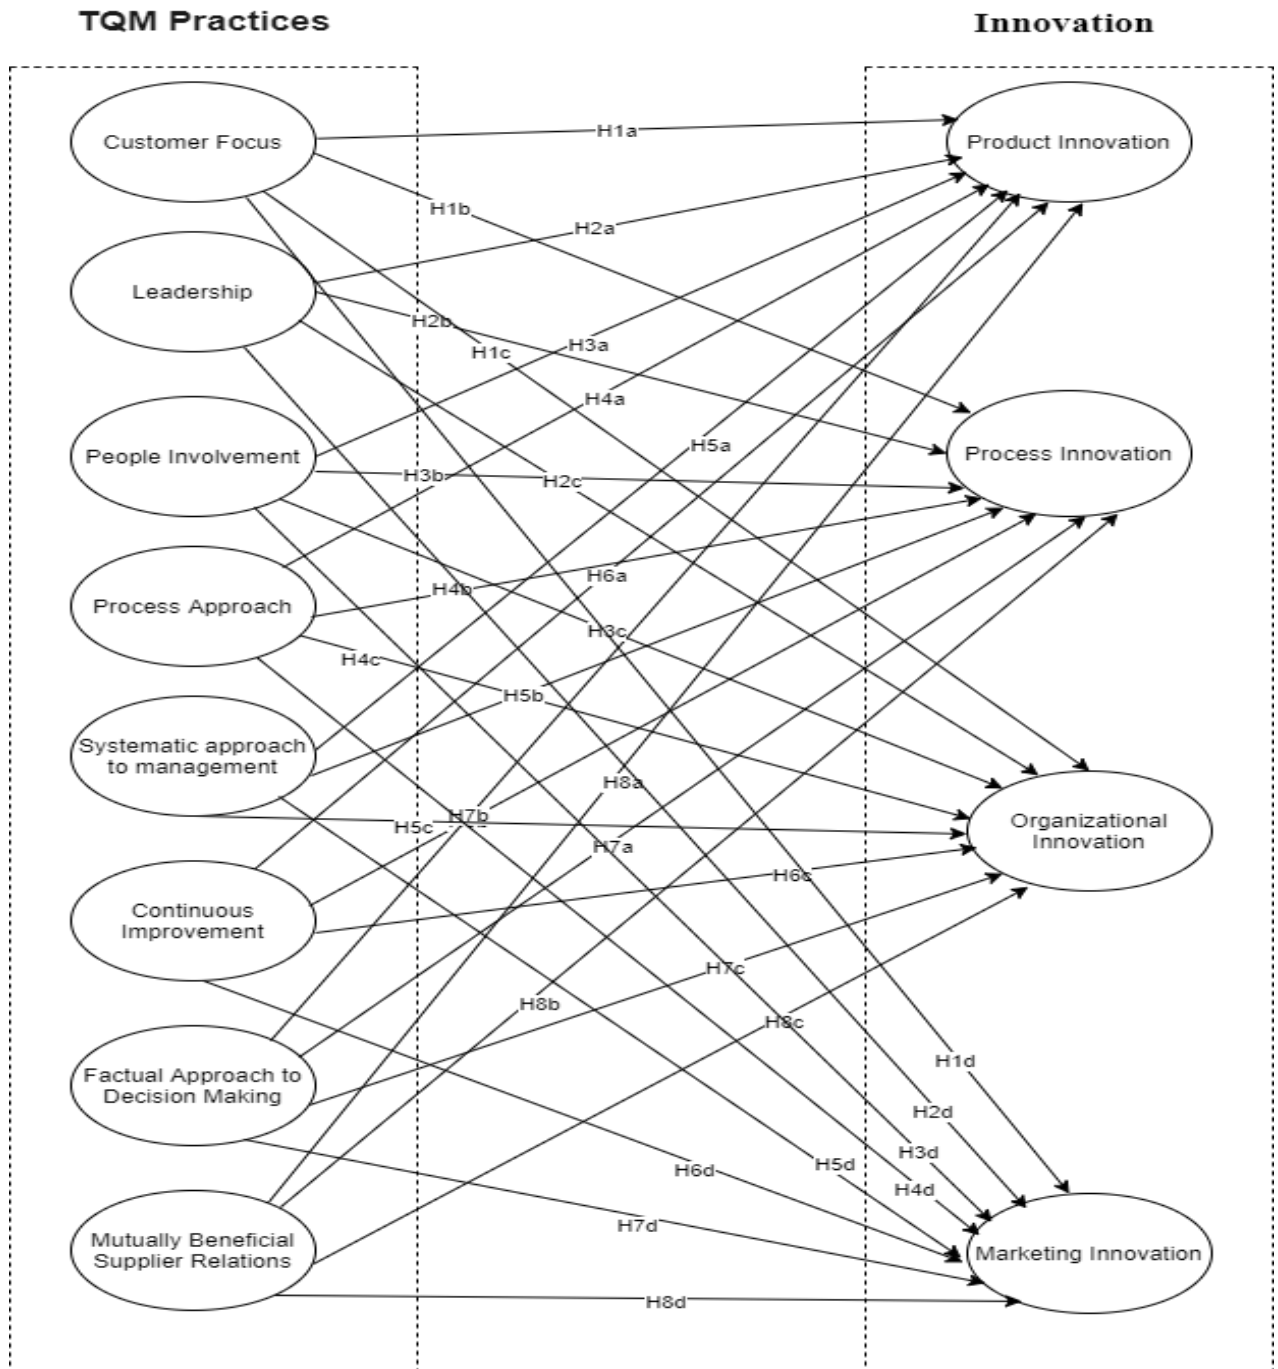 TQM Practices
Innovation
Customer Focus
Product Innovation
Leadership
People Involvement
Process Innovation
Process Approach
Systematic approach
to management
Organizational
Innovation
Continuous
Improvement
Factual Approach to
Decision Making
Mutually Beneficial
Supplier Relations
Marketing Innovation
H1a
H1b
H2a
H2b
H1c
H3a
H4a
H5a
H3b
H2c
H6a
H4b
H3c
H4c
H5b
H8a
H7b
H5c
H7a
H6c
H7c
H8b
H8c
H1d
H2d
H3d
H5d
H6d
H4d
H7d
H8d